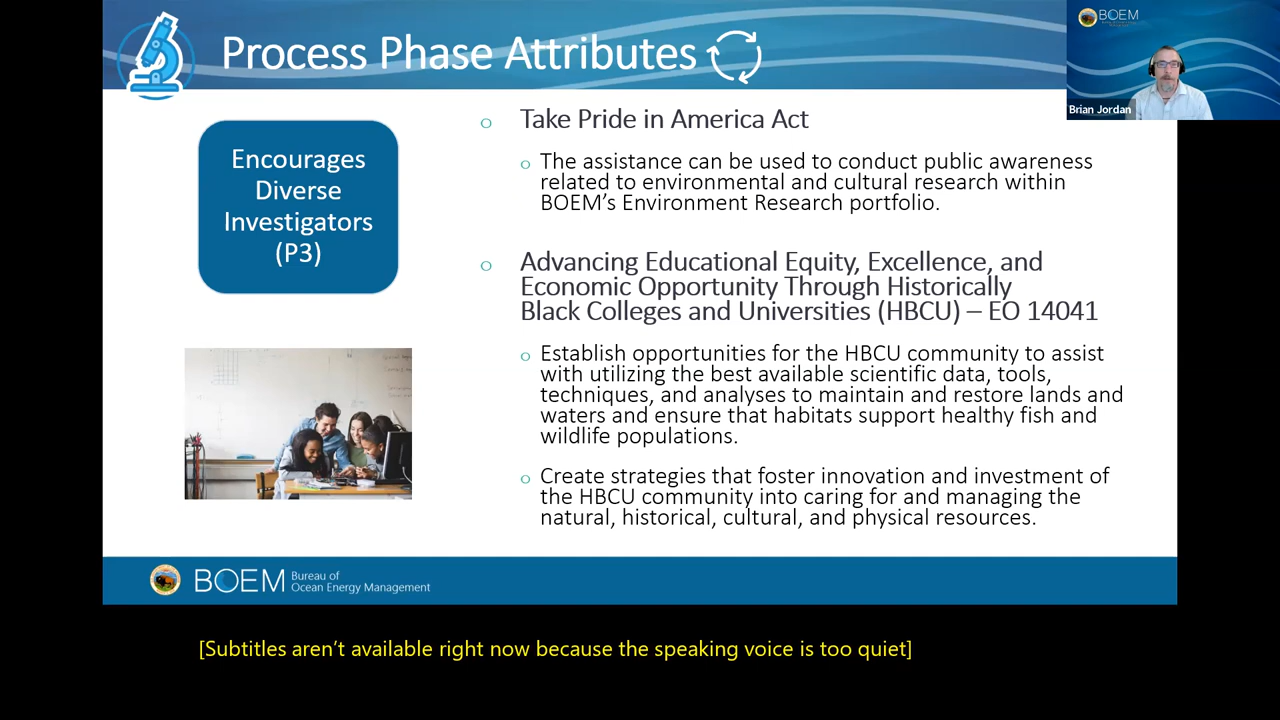 Process Phase Attributes
BOEM
Brian Jordan
Encourages
Diverse
Investigators
(P3)
o Take Pride in America Act
o The assistance can be used to conduct public awareness
related to environmental and cultural research within
BOEM’s Environment Research portfolio.
o Advancing Educational Equity, Excellence, and
Economic Opportunity Through Historically
Black Colleges and Universities (HBCU) – EO 14041
o Establish opportunities for the HBCU community to assist
with utilizing the best available scientific data, tools,
techniques, and analyses to maintain and restore lands and
waters and ensure that habitats support healthy fish and
wildlife populations.
o Create strategies that foster innovation and investment of
the HBCU community into caring for and managing the
natural, historical, cultural, and physical resources.
BOEM Bureau of
Ocean Energy Management
[Subtitles aren’t available right now because the speaking voice is too quiet]